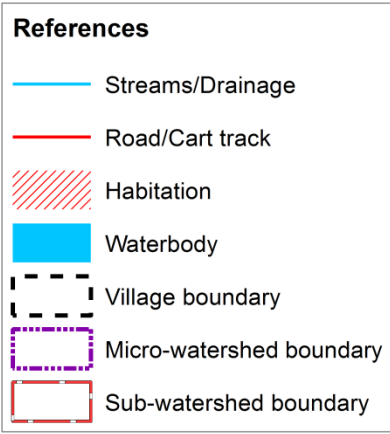 References
Streams/Drainage
Road/Cart track
Habitation
Waterbody
Village boundary
Micro-watershed boundary
Sub-watershed boundary